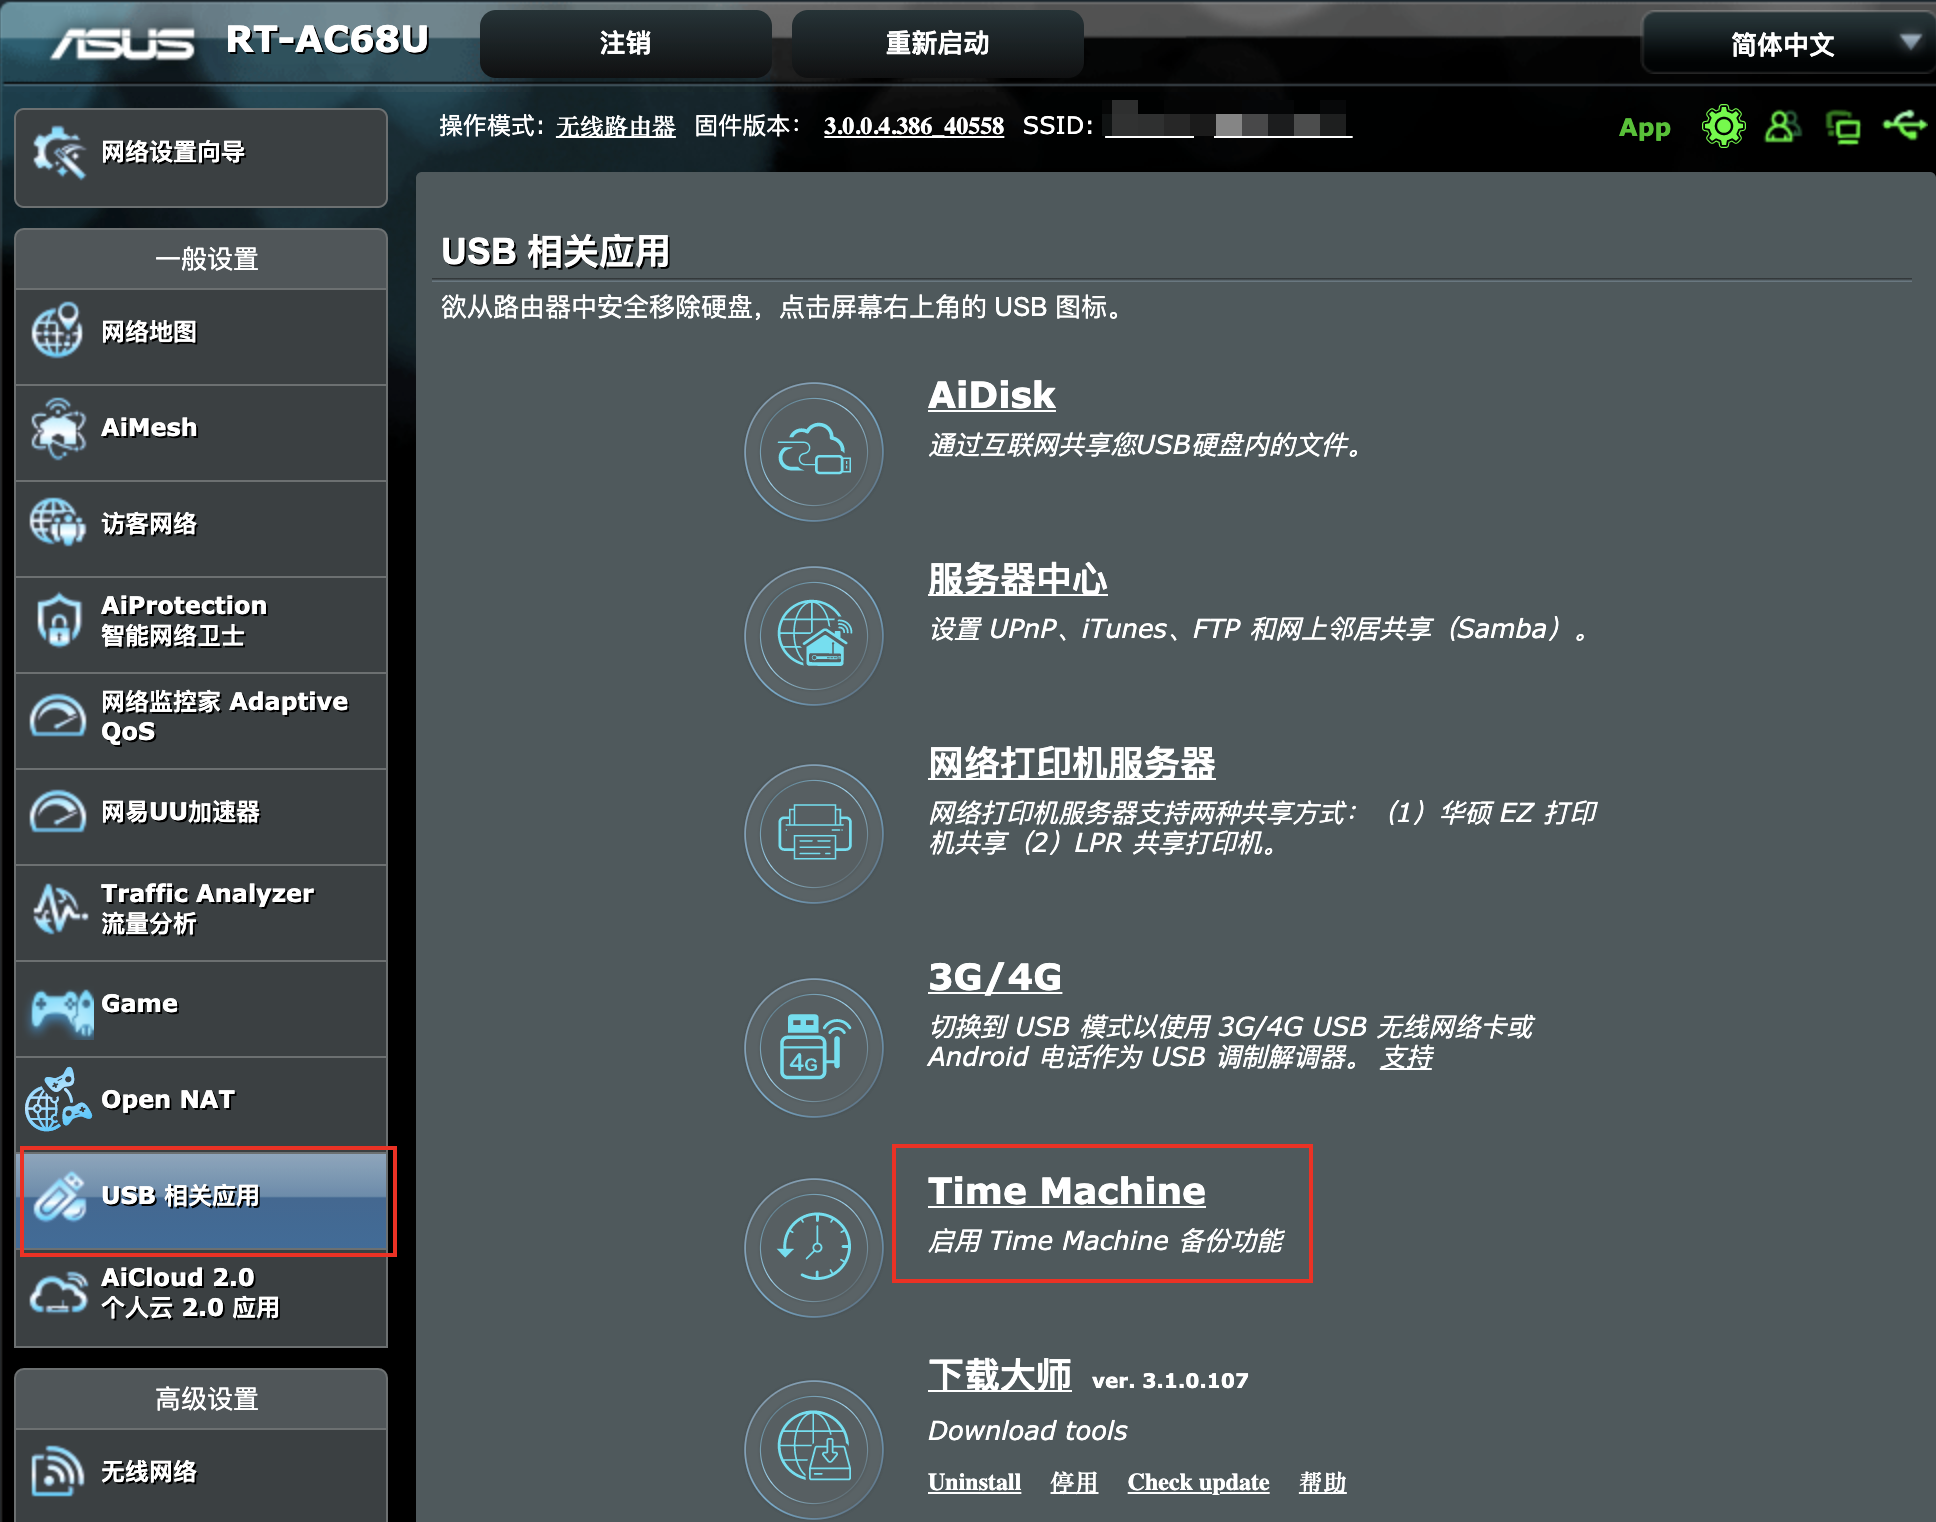 ASUS RT-AC68U 注销 重新启动 简体中文
操作模式: 无线路由器 固件版本: 3.0.0.4.386_40558 SSID:
App
网络设置向导
一般设置
网络地图
AiMesh
访客网络
AiProtection
智能网络卫士
网络监控家 Adaptive
QoS
网易UU加速器
Traffic Analyzer
流量分析
Game
Open NAT
USB 相关应用
AiCloud 2.0
个人云 2.0 应用
高级设置
无线网络
USB 相关应用
欲从路由器中安全移除硬盘，点击屏幕右上角的 USB 图标。
AiDisk
通过互联网共享您USB硬盘内的文件。
服务器中心
设置 UPnP、iTunes、FTP 和网上邻居共享（Samba）。
网络打印机服务器
网络打印机服务器支持两种共享方式：（1）华硕 EZ 打印
机共享（2）LPR 共享打印机。
3G/4G
4G
切换到 USB 模式以使用 3G/4G USB 无线网络卡或
Android 电话作为 USB 调制解调器。 支持
Time Machine
启用 Time Machine 备份功能
下载大师 ver. 3.1.0.107
Download tools
Uninstall 停用 Check update 帮助